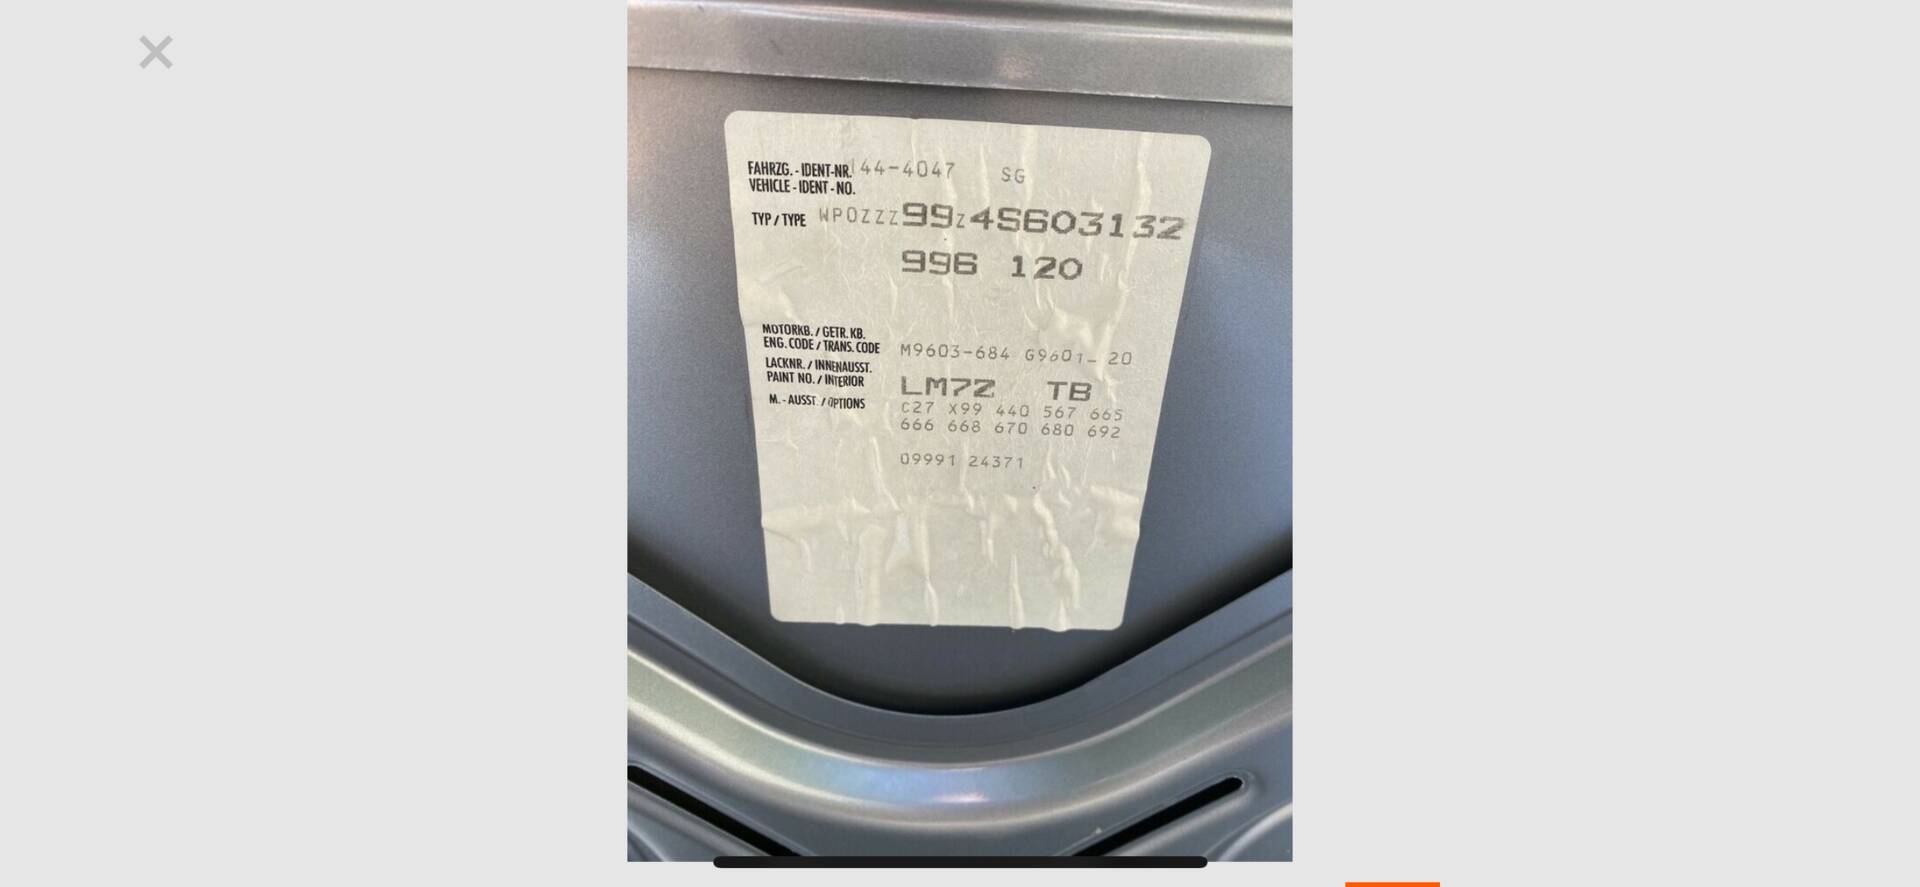 FAHRZG. - IDENT-NR. 144-4047 SG
VEHICLE - IDENT - NO.
TYP / TYPE WP0ZZZ99Z4S603132
996 120
MOTORKB. / GETR. KB.
ENG. CODE / TRANS. CODE M9603-684 G9601- 20
LACKNR. / INNENAUSST.
PAINT NO. / INTERIOR LM7Z TB
M. - AUSST. / OPTIONS C27 X99 440 567 665
666 668 670 680 692
09991 24371